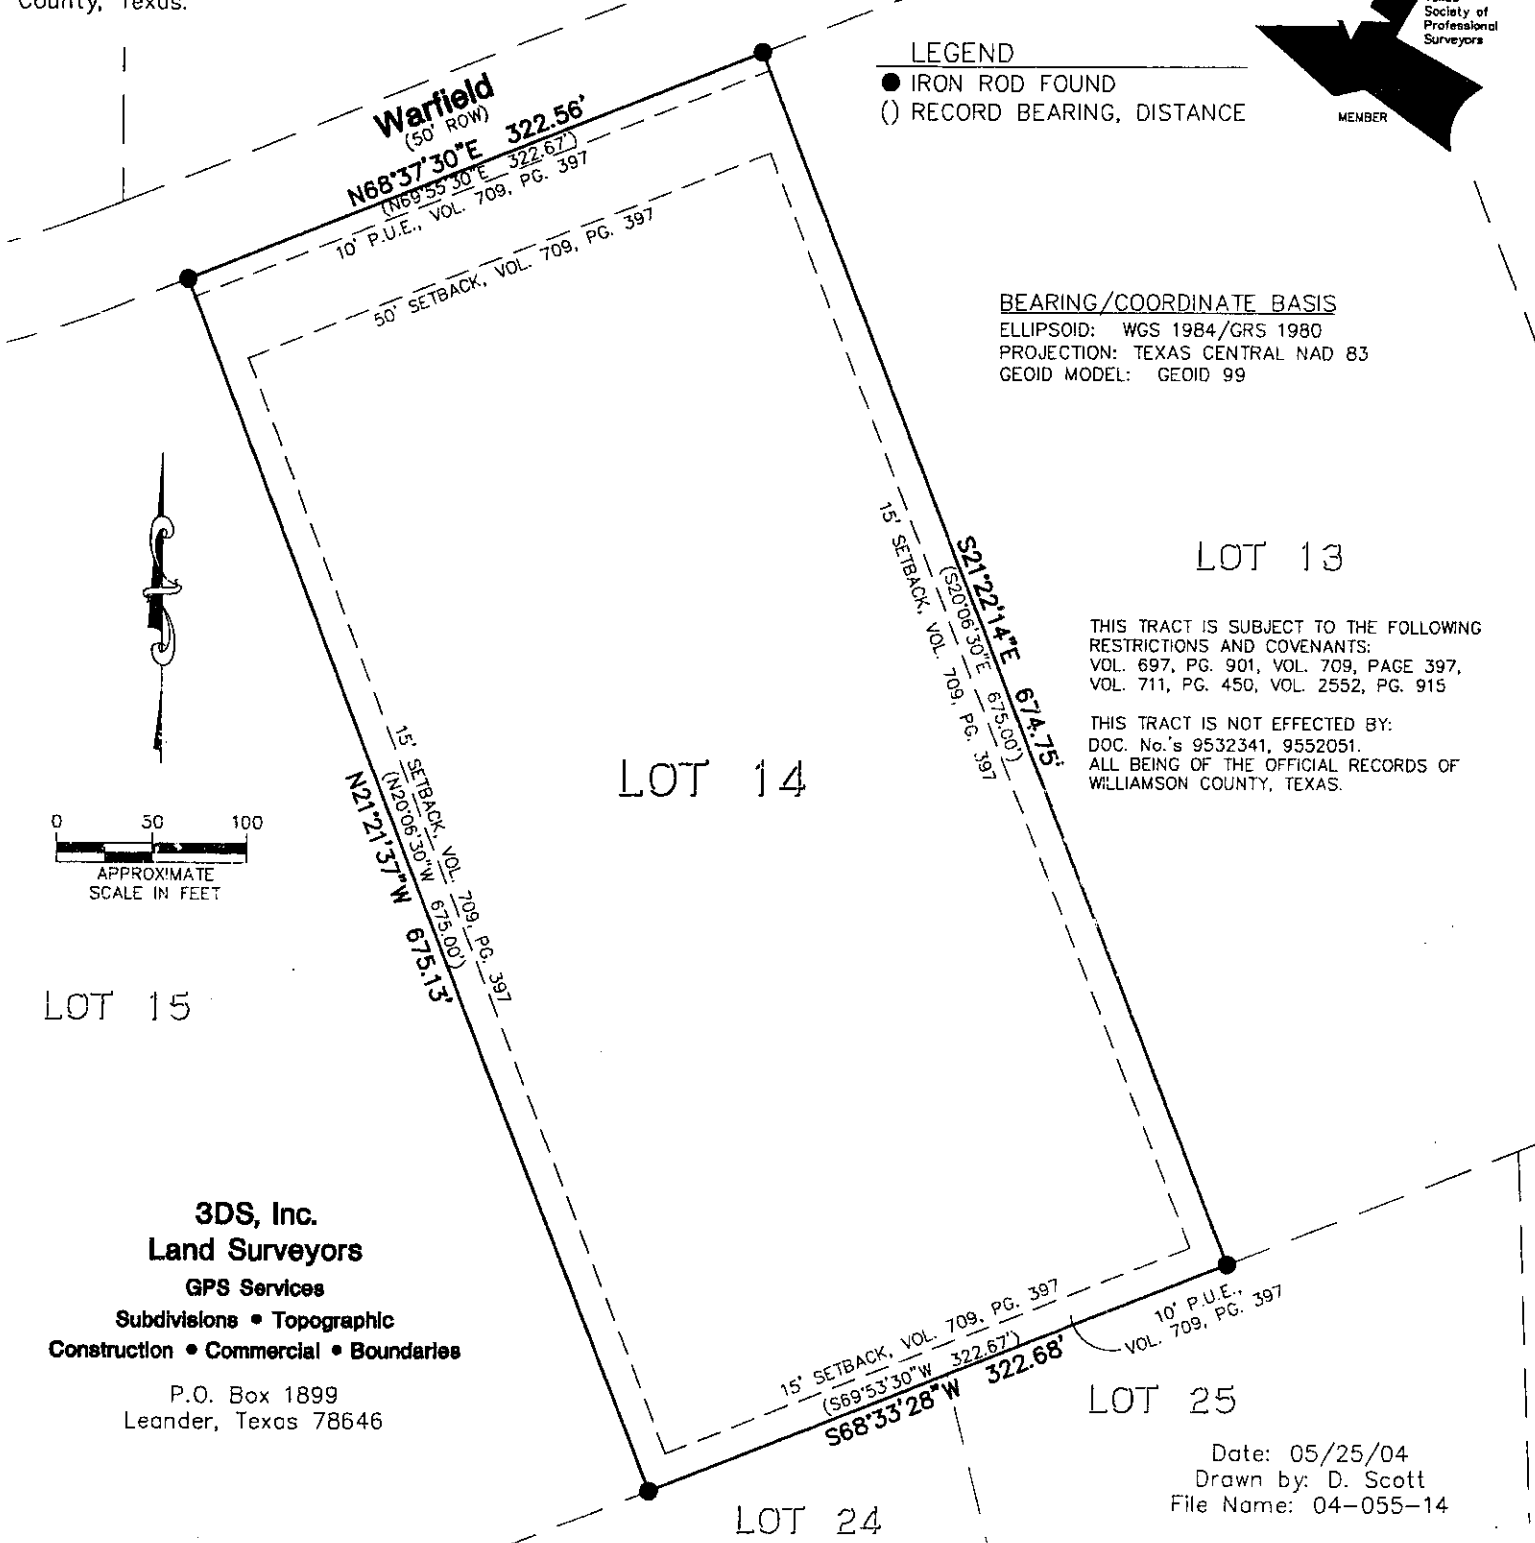 County, Texas.
Society of
Professional
Surveyors
MEMBER
LEGEND
IRON ROD FOUND
() RECORD BEARING, DISTANCE
Warfield
(50' ROW)
N68°37'30"E 322.56'
(N69°55'30"E 322.67')
10' P.U.E., VOL. 709, PG. 397
50' SETBACK, VOL. 709, PG. 397
BEARING/COORDINATE BASIS
ELLIPSOID: WGS 1984/GRS 1980
PROJECTION: TEXAS CENTRAL NAD 83
GEOID MODEL: GEOID 99
S21°22'14"E 674.75'
(S20°06'30"E 675.00')
15' SETBACK, VOL. 709, PG. 397
LOT 13
THIS TRACT IS SUBJECT TO THE FOLLOWING
RESTRICTIONS AND COVENANTS:
VOL. 697, PG. 901, VOL. 709, PAGE 397,
VOL. 711, PG. 450, VOL. 2552, PG. 915
THIS TRACT IS NOT EFFECTED BY:
DOC. No.'s 9532341, 9552051.
ALL BEING OF THE OFFICIAL RECORDS OF
WILLIAMSON COUNTY, TEXAS.
LOT 14
15' SETBACK, VOL. 709, PG. 397
(N20°06'30"W 675.00')
N21°21'37"W 675.13'
0 50 100
APPROXIMATE
SCALE IN FEET
LOT 15
3DS, Inc.
Land Surveyors
GPS Services
Subdivisions • Topographic
Construction • Commercial • Boundaries
P.O. Box 1899
Leander, Texas 78646
15' SETBACK, VOL. 709, PG. 397
(S69°53'30"W 322.67')
S68°33'28"W 322.68'
10' P.U.E.,
VOL. 709, PG. 397
LOT 25
LOT 24
Date: 05/25/04
Drawn by: D. Scott
File Name: 04-055-14